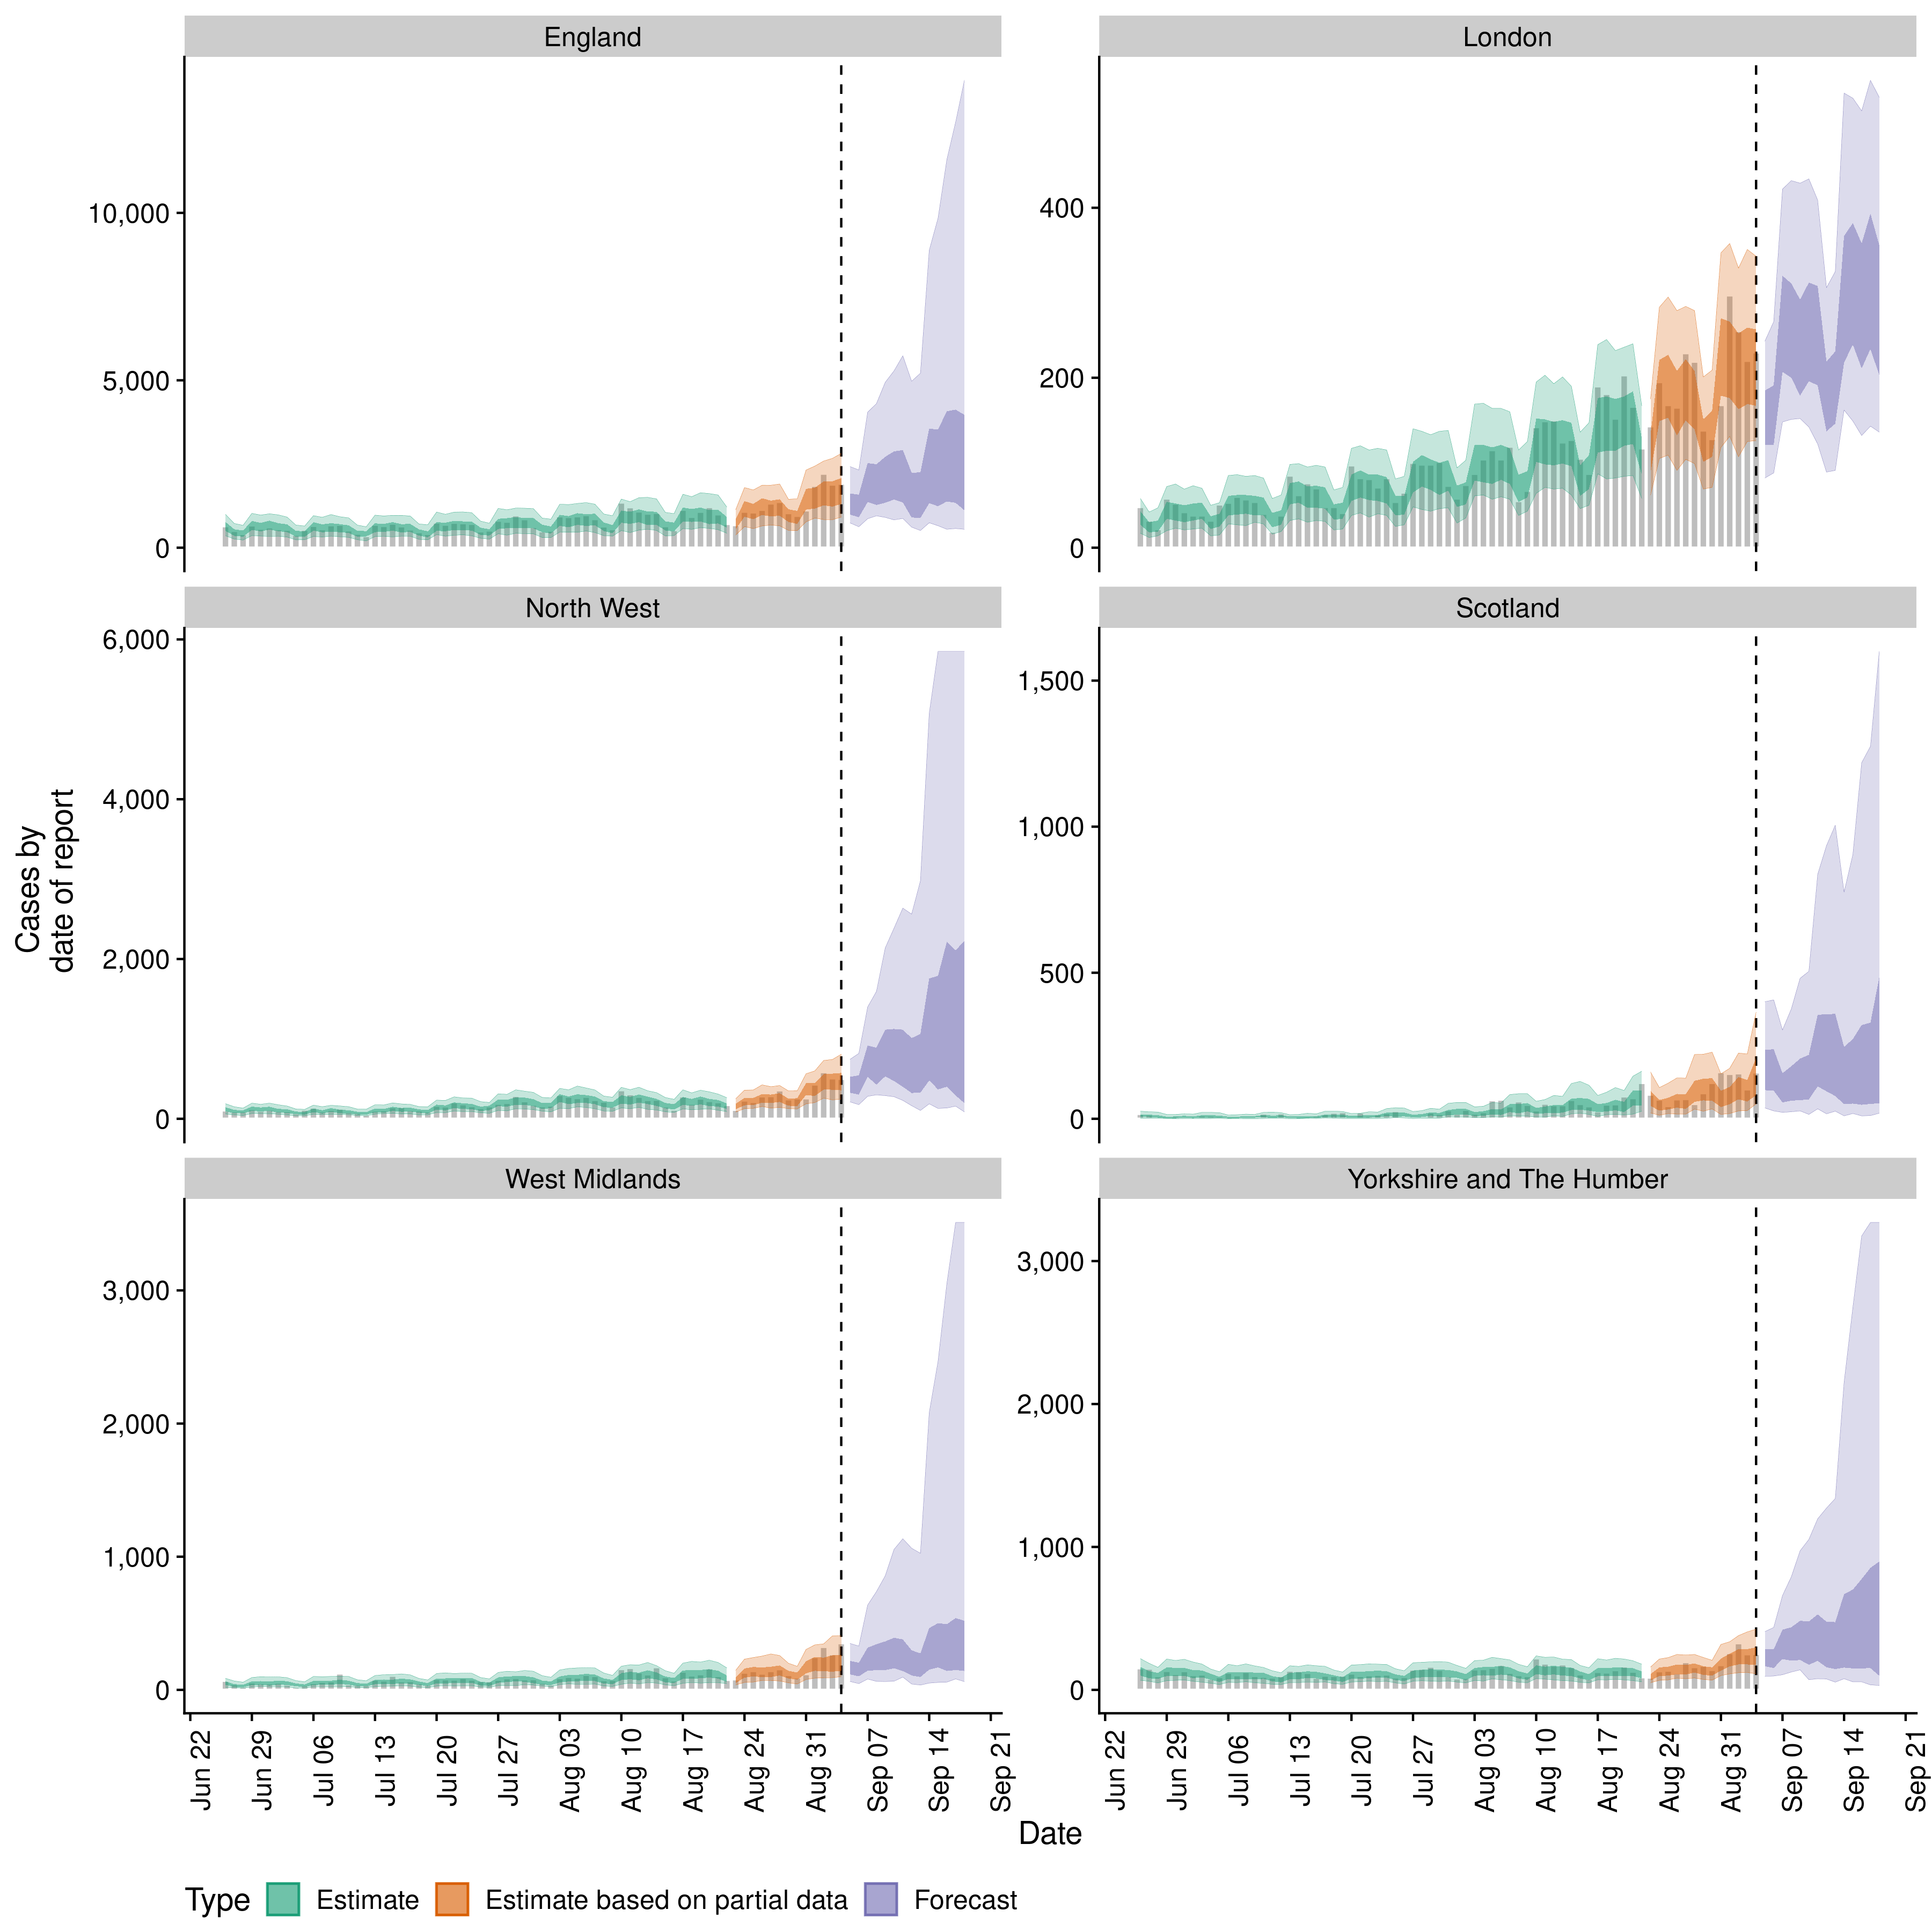 England
London
10,000
5,000
0
400
200
0
North West
Scotland
6,000
4,000
2,000
0
1,500
1,000
500
0
Cases by
date of report
West Midlands
Yorkshire and The Humber
3,000
2,000
1,000
0
3,000
2,000
1,000
0
Jun 22
Jun 29
Jul 06
Jul 13
Jul 20
Jul 27
Aug 03
Aug 10
Aug 17
Aug 24
Aug 31
Sep 07
Sep 14
Sep 21
Jun 22
Jun 29
Jul 06
Jul 13
Jul 20
Jul 27
Aug 03
Aug 10
Aug 17
Aug 24
Aug 31
Sep 07
Sep 14
Sep 21
Date
Type Estimate Estimate based on partial data Forecast